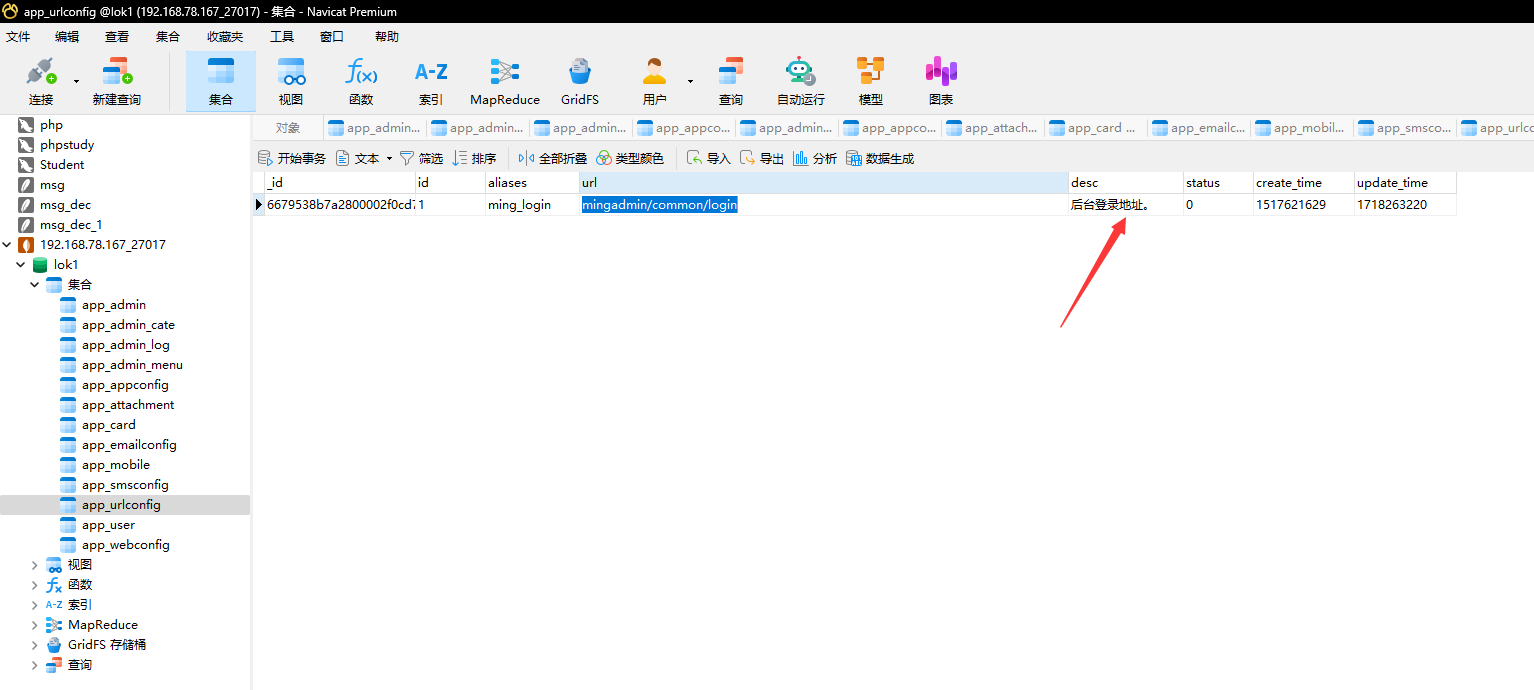 app_urlconfig @lok1 (192.168.78.167_27017) - 集合 - Navicat Premium
文件 编辑 查看 集合 收藏夹 工具 窗口 帮助
连接 新建查询 集合 视图 函数 索引 MapReduce GridFS 用户 查询 自动运行 模型 图表
f(x) A-Z
对象 app_admin... app_admin... app_admin... app_appco... app_admin... app_appco... app_attach... app_card ... app_emailc... app_mobil... app_smsco... app_urlco
开始事务 文本 筛选 排序 全部折叠 类型颜色 导入 导出 分析 数据生成
_id id aliases url desc status create_time update_time
6679538b7a2800002f0cd7 1 ming_login mingadmin/common/login 后台登录地址。 0 1517621629 1718263220
php
phpstudy
Student
msg
msg_dec
msg_dec_1
192.168.78.167_27017
lok1
集合
app_admin
app_admin_cate
app_admin_log
app_admin_menu
app_appconfig
app_attachment
app_card
app_emailconfig
app_mobile
app_smsconfig
app_urlconfig
app_user
app_webconfig
视图
fx 函数
A-Z 索引
MapReduce
GridFS 存储桶
查询